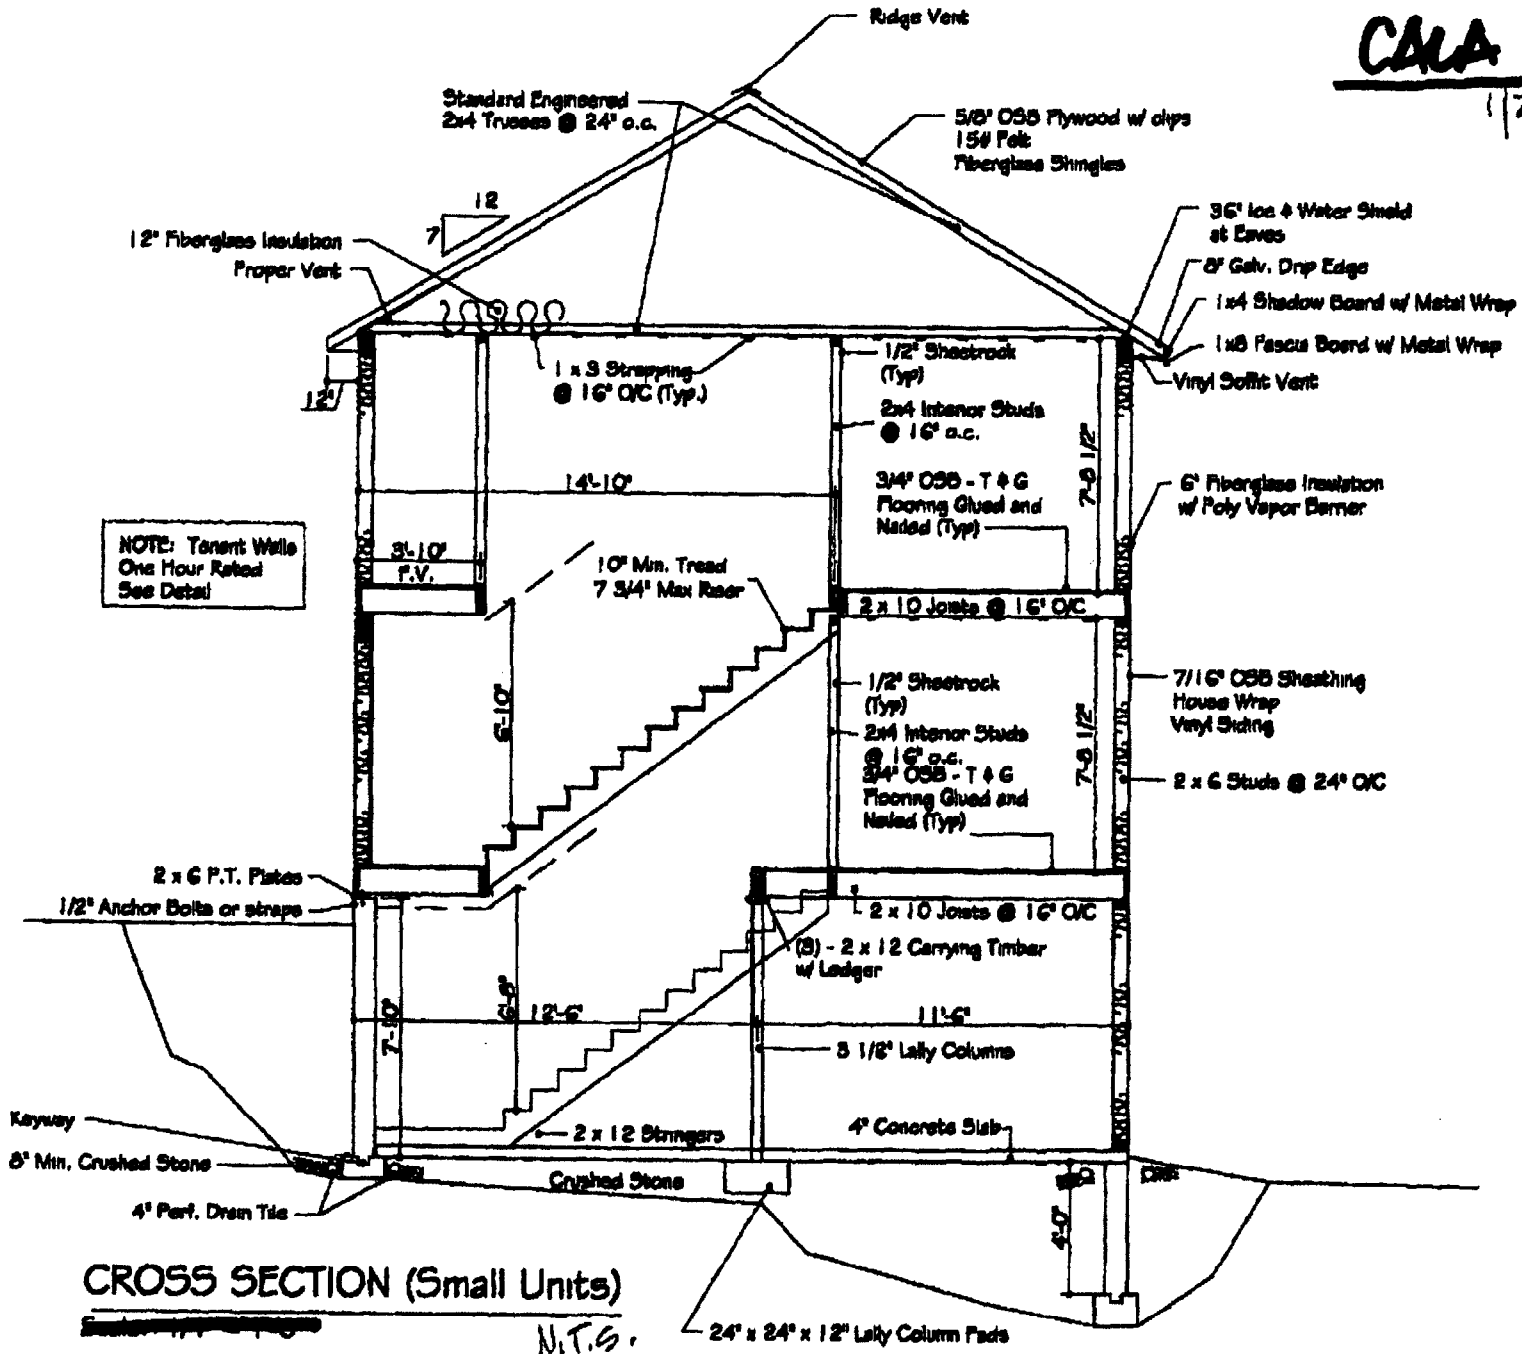 Ridge Vent
CALA
Standard Engineered
2x4 Trusses @ 24" o.c.
5/8" OSB Plywood w/ clips
15# Felt
Fiberglass Shingles
12
7
12" Fiberglass Insulation
Proper Vent
36" Ice & Water Shield
at Eaves
8" Galv. Drip Edge
1x4 Shadow Board w/ Metal Wrap
1x8 Fascia Board w/ Metal Wrap
Vinyl Soffit Vent
12"
1 x 3 Strapping
@ 16" O/C (Typ.)
1/2" Sheetrock
(Typ)
2x4 Interior Studs
@ 16" o.c.
7'-8 1/2"
14'-10"
3/4" OSB - T & G
Flooring Glued and
Nailed (Typ)
6" Fiberglass Insulation
w/ Poly Vapor Barrier
NOTE: Tenant Walls
One Hour Rated
See Detail
3'-10"
F.V.
10" Min. Tread
7 3/4" Max Riser
2 x 10 Joists @ 16" O/C
6'-10"
1/2" Sheetrock
(Typ)
2x4 Interior Studs
@ 16" o.c.
3/4" OSB - T & G
Flooring Glued and
Nailed (Typ)
7'-8 1/2"
7/16" OSB Sheathing
House Wrap
Vinyl Siding
2 x 6 Studs @ 24" O/C
2 x 6 P.T. Plates
1/2" Anchor Bolts or straps
2 x 10 Joists @ 16" O/C
(3) - 2 x 12 Carrying Timber
w/ Ledger
7'-10"
6'-8"
12'-6"
11'-6"
3 1/2" Lally Columns
Keyway
2 x 12 Stringers
4" Concrete Slab
8" Min. Crushed Stone
Crushed Stone
4" Perf. Drain Tile
4'-0"
CROSS SECTION (Small Units)
N.T.S.
24" x 24" x 12" Lally Column Pads